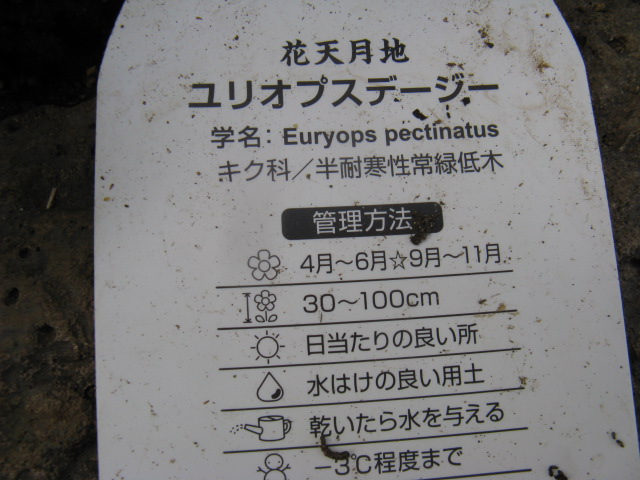 花天月地
ユリオプスデージー
学名: Euryops pectinatus
キク科／半耐寒性常緑低木
管理方法
4月～6月☆9月～11月
30～100cm
日当たりの良い所
水はけの良い用土
乾いたら水を与える
－3℃程度まで